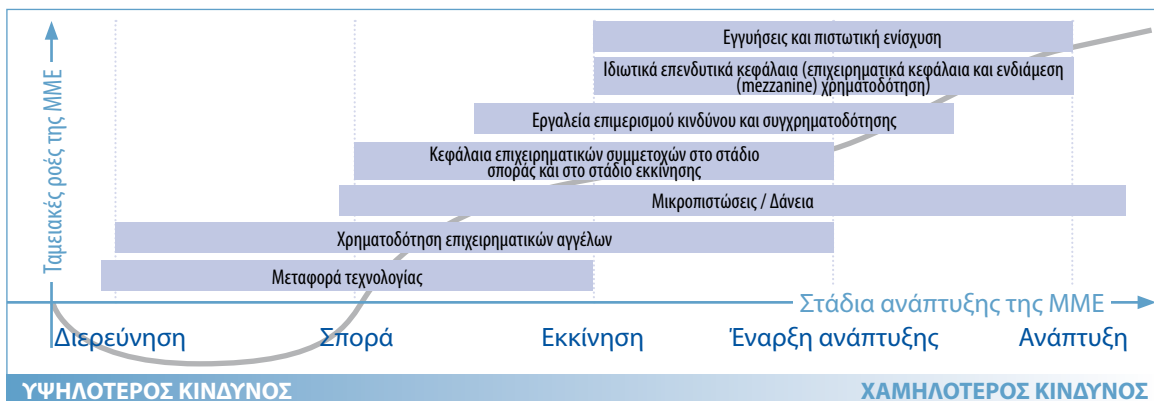 Ταμειακές ροές της ΜΜΕ
Εγγυήσεις και πιστωτική ενίσχυση
Ιδιωτικά επενδυτικά κεφάλαια (επιχειρηματικά κεφάλαια και ενδιάμεση
(mezzanine) χρηματοδότηση)
Εργαλεία επιμερισμού κινδύνου και συγχρηματοδότησης
Κεφάλαια επιχειρηματικών συμμετοχών στο στάδιο
σποράς και στο στάδιο εκκίνησης
Μικροπιστώσεις / Δάνεια
Χρηματοδότηση επιχειρηματικών αγγέλων
Μεταφορά τεχνολογίας
Στάδια ανάπτυξης της ΜΜΕ
Διερεύνηση
Σπορά
Εκκίνηση
Έναρξη ανάπτυξης
Ανάπτυξη
ΥΨΗΛΟΤΕΡΟΣ ΚΙΝΔΥΝΟΣ
ΧΑΜΗΛΟΤΕΡΟΣ ΚΙΝΔΥΝΟΣ